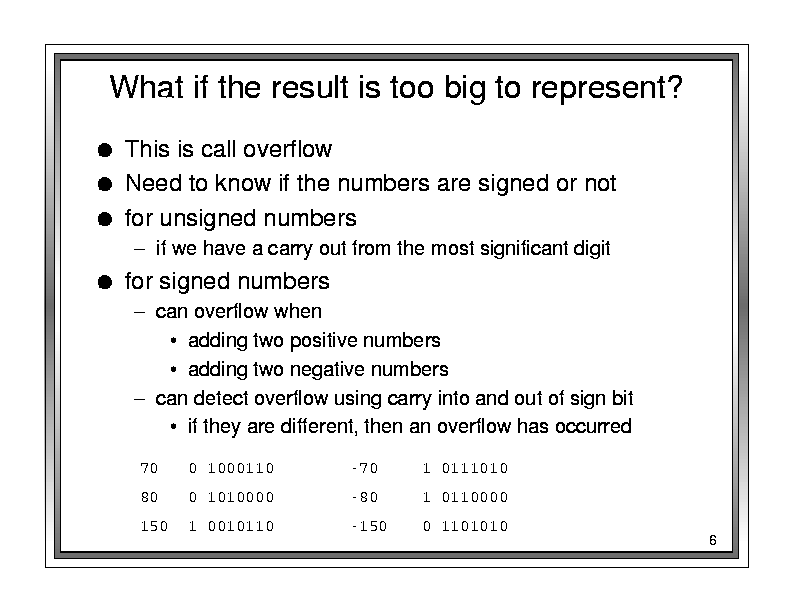 What if the result is too big to represent?
● This is call overflow
● Need to know if the numbers are signed or not
● for unsigned numbers
– if we have a carry out from the most significant digit
● for signed numbers
– can overflow when
• adding two positive numbers
• adding two negative numbers
– can detect overflow using carry into and out of sign bit
• if they are different, then an overflow has occurred
70 0 1000110 -70 1 0111010
80 0 1010000 -80 1 0110000
150 1 0010110 -150 0 1101010
6